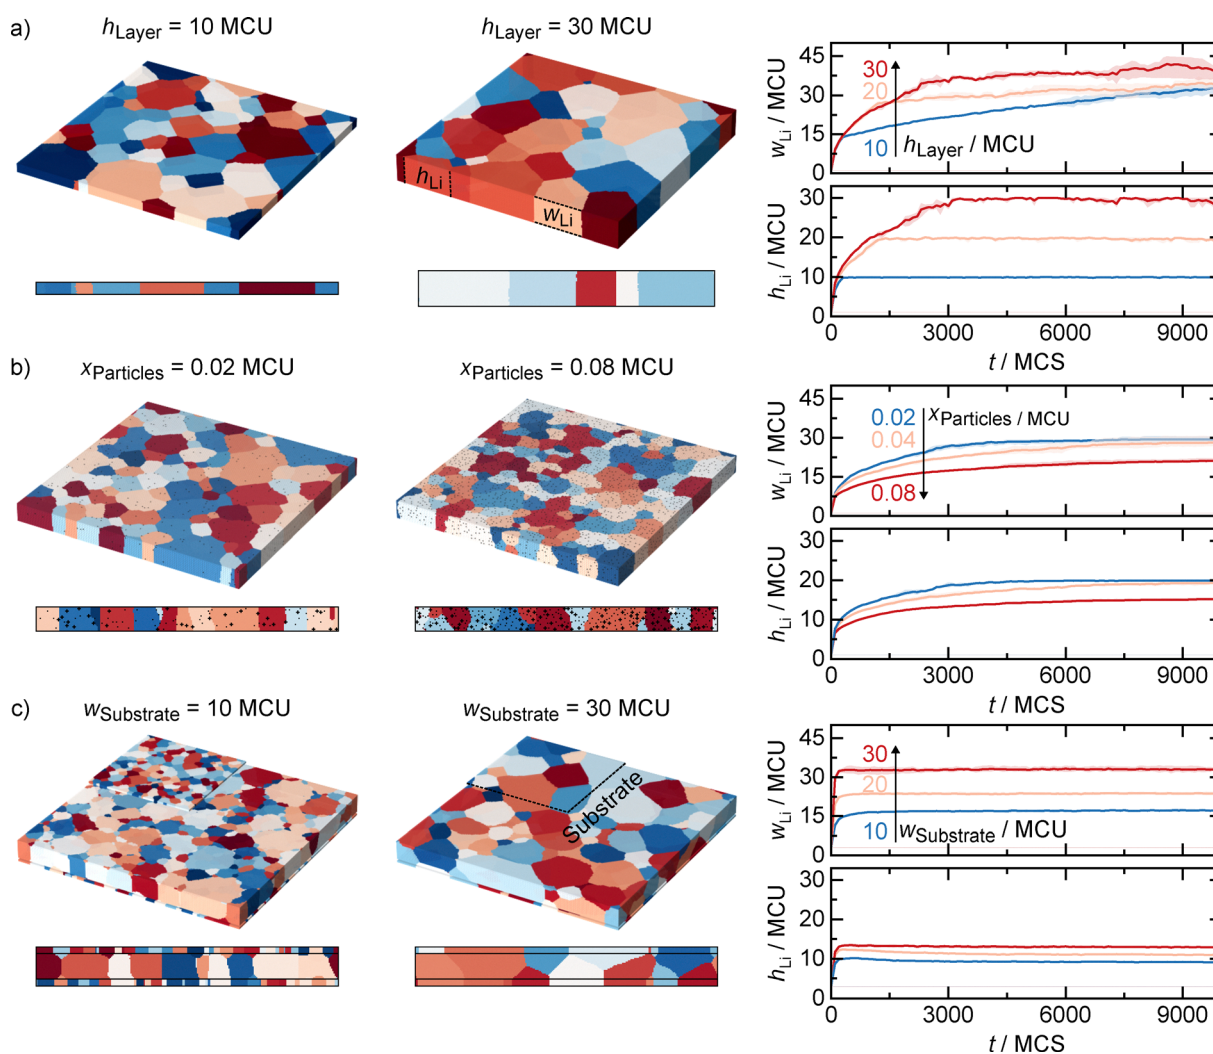 a)
h_Layer = 10 MCU
h_Layer = 30 MCU
h_Li
w_Li
w_Li / MCU
45
30
15
0
30
20
10
h_Layer / MCU
h_Li / MCU
30
20
10
0
0
3000
6000
9000
t / MCS
b)
x_Particles = 0.02 MCU
x_Particles = 0.08 MCU
w_Li / MCU
45
30
15
0
0.02
0.04
0.08
x_Particles / MCU
h_Li / MCU
30
20
10
0
0
3000
6000
9000
t / MCS
c)
w_Substrate = 10 MCU
w_Substrate = 30 MCU
Substrate
w_Li / MCU
45
30
15
0
30
20
10
w_Substrate / MCU
h_Li / MCU
30
20
10
0
0
3000
6000
9000
t / MCS